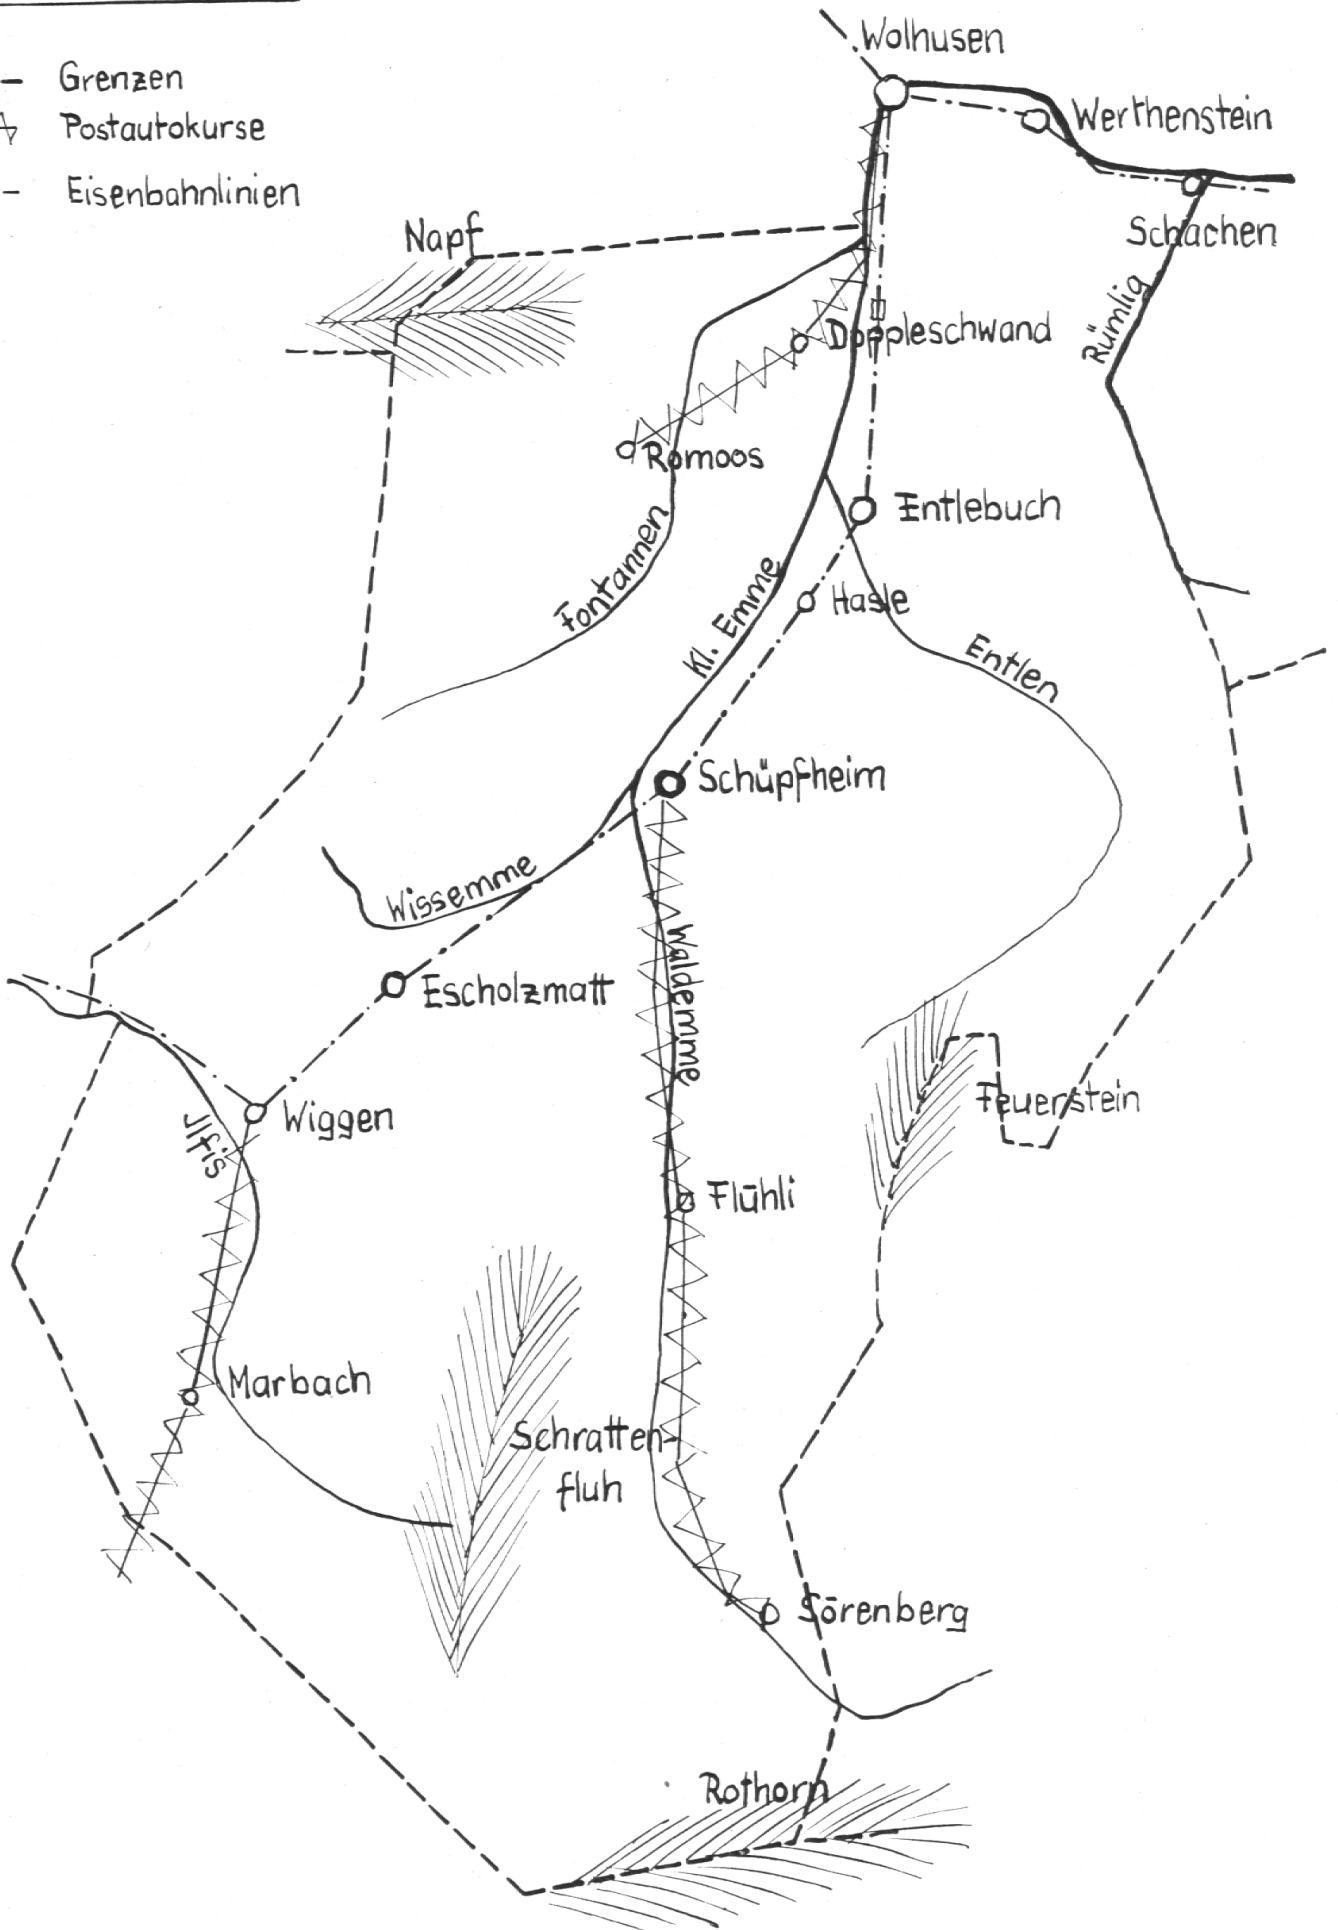 Wolhusen
Grenzen
Werthenstein
Postautokurse
Eisenbahnlinien
Napf
Schachen
Rümlig
Doppleschwand
Romoos
Entlebuch
Fontannen
Kl. Emme
Hasle
Entlen
Schüpfheim
Wissemme
Waldemme
Escholzmatt
Feuerstein
Wiggen
Ilfis
Flühli
Marbach
Schratten-
fluh
Sörenberg
Rothorn